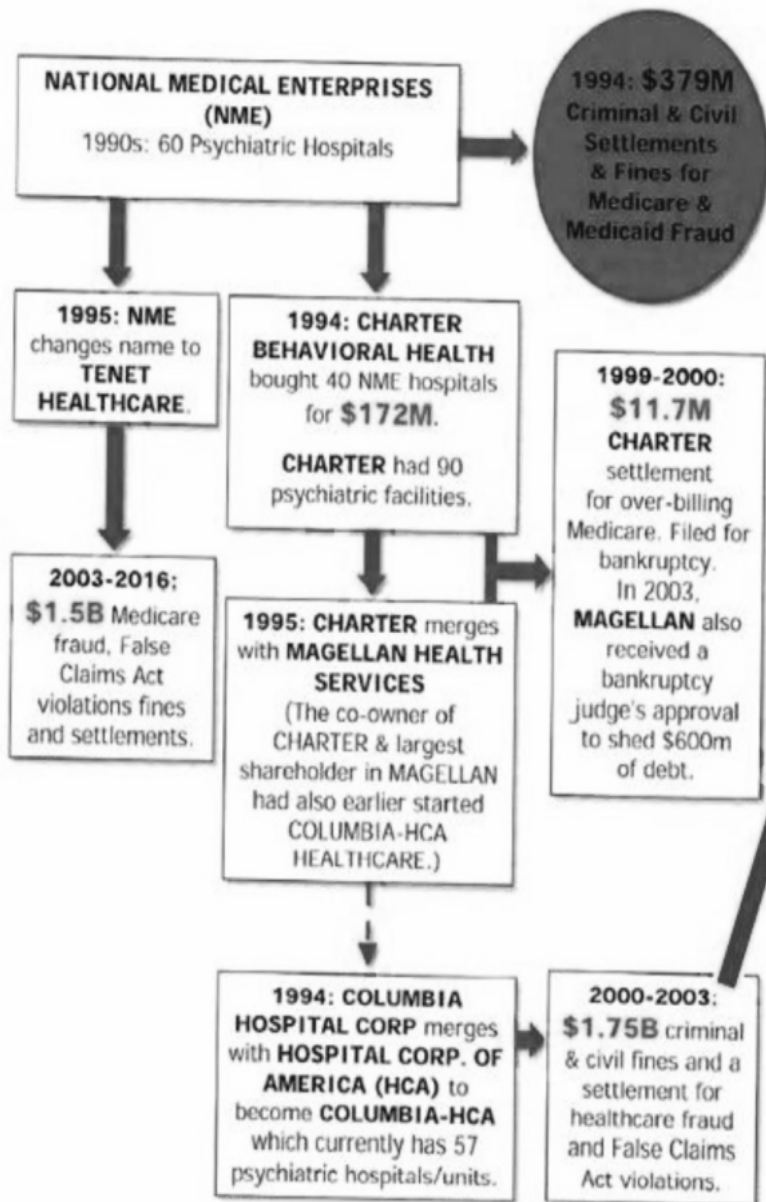 NATIONAL MEDICAL ENTERPRISES
(NME)
1990s: 60 Psychiatric Hospitals
1994: $379M
Criminal & Civil
Settlements
& Fines for
Medicare &
Medicaid Fraud
1995: NME
changes name to
TENET
HEALTHCARE.
1994: CHARTER
BEHAVIORAL HEALTH
bought 40 NME hospitals
for $172M.
CHARTER had 90
psychiatric facilities.
1999-2000:
$11.7M
CHARTER
settlement
for over-billing
Medicare. Filed for
bankruptcy.
In 2003,
MAGELLAN also
received a
bankruptcy
judge's approval
to shed $600m
of debt.
2003-2016:
$1.5B Medicare
fraud, False
Claims Act
violations fines
and settlements.
1995: CHARTER merges
with MAGELLAN HEALTH
SERVICES
(The co-owner of
CHARTER & largest
shareholder in MAGELLAN
had also earlier started
COLUMBIA-HCA
HEALTHCARE.)
1994: COLUMBIA
HOSPITAL CORP merges
with HOSPITAL CORP. OF
AMERICA (HCA) to
become COLUMBIA-HCA
which currently has 57
psychiatric hospitals/units.
2000-2003:
$1.75B criminal
& civil fines and a
settlement for
healthcare fraud
and False Claims
Act violations.